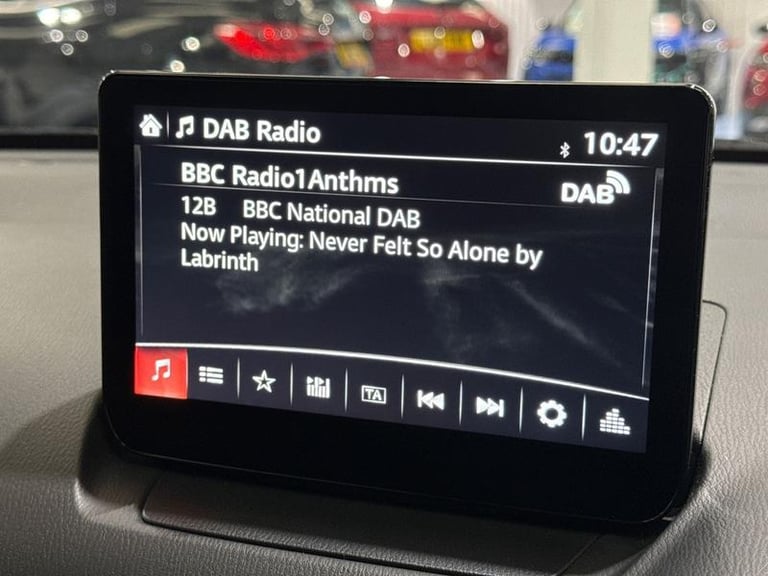 DAB Radio
10:47
BBC Radio1Anthms
DAB
12B BBC National DAB
Now Playing: Never Felt So Alone by
Labrinth
TA